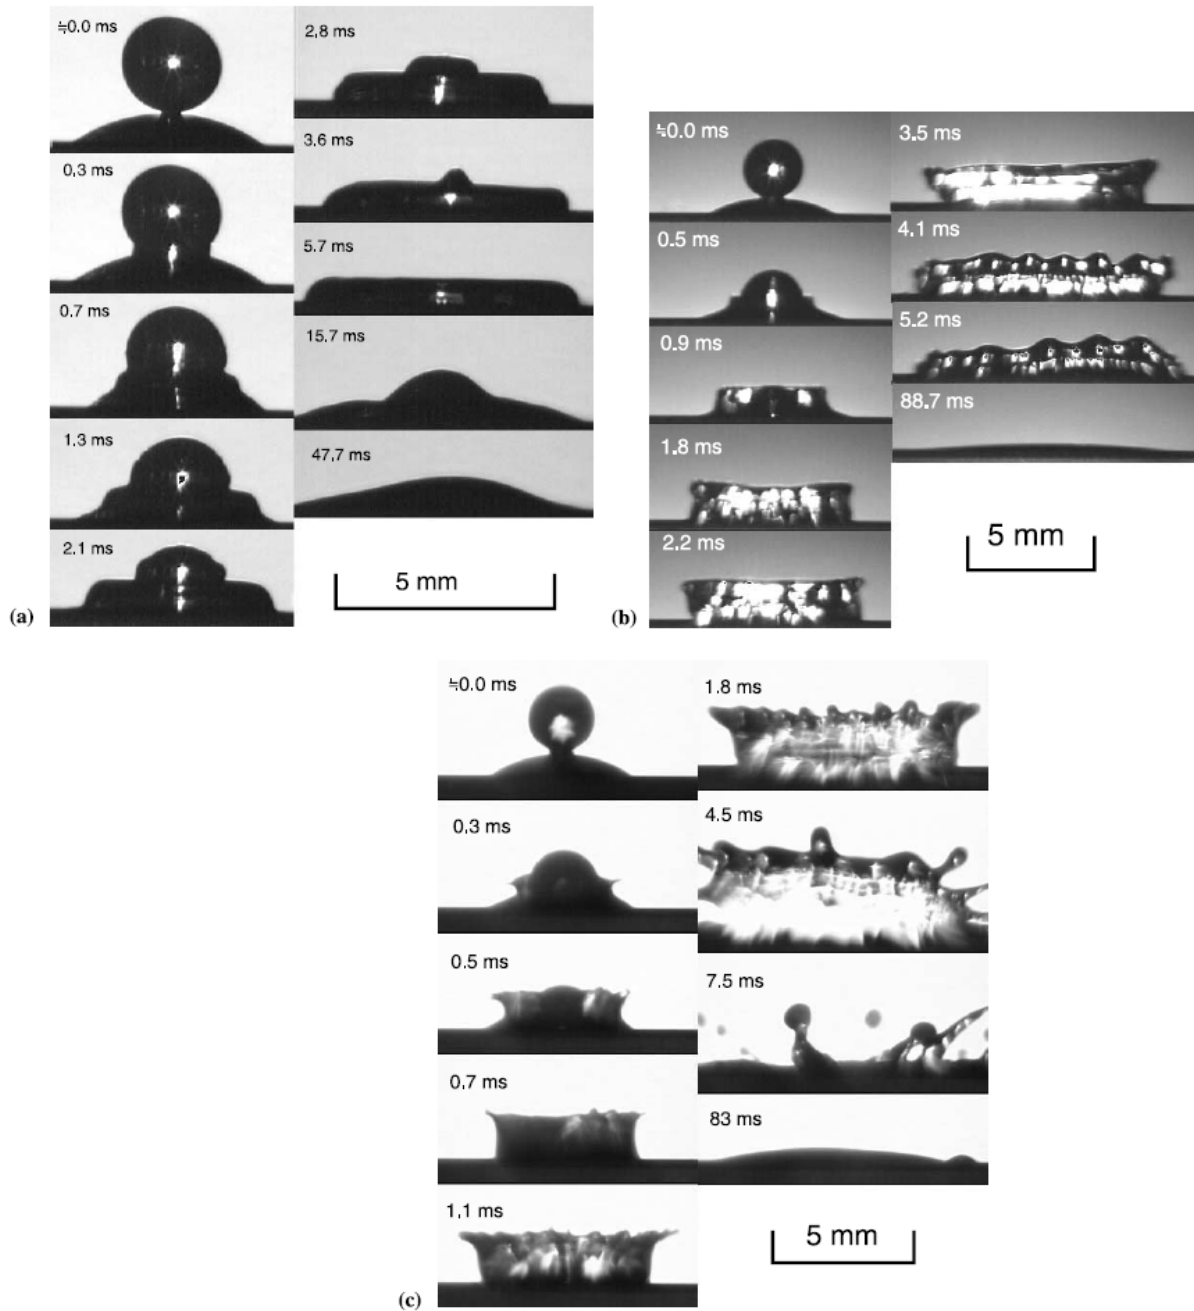 ≒0.0 ms
0.3 ms
0.7 ms
1.3 ms
2.1 ms
2.8 ms
3.6 ms
5.7 ms
15.7 ms
47.7 ms
5 mm
(a)
≒0.0 ms
0.5 ms
0.9 ms
1.8 ms
2.2 ms
3.5 ms
4.1 ms
5.2 ms
88.7 ms
5 mm
(b)
≒0.0 ms
0.3 ms
0.5 ms
0.7 ms
1.1 ms
1.8 ms
4.5 ms
7.5 ms
83 ms
5 mm
(c)